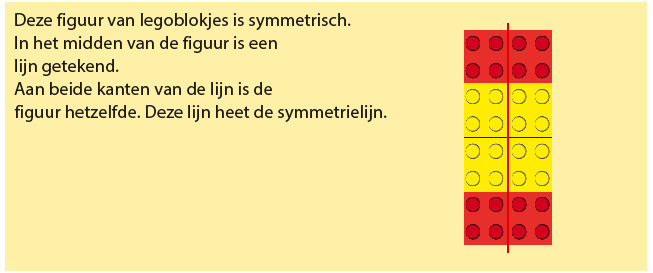 Deze figuur van legoblokjes is symmetrisch.
In het midden van de figuur is een
lijn getekend.
Aan beide kanten van de lijn is de
figuur hetzelfde. Deze lijn heet de symmetrielijn.